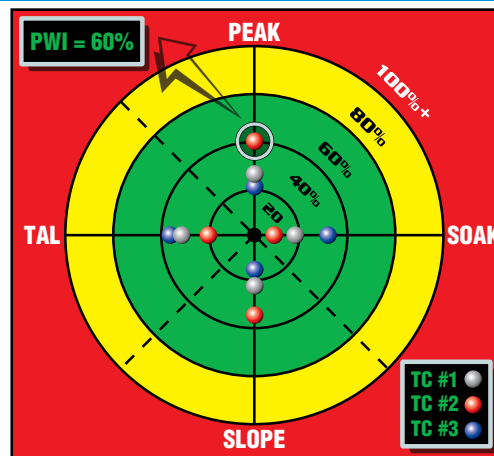 PWI = 60%
PEAK
100%+
80%
60%
40%
20
TAL
SOAK
SLOPE
TC #1
TC #2
TC #3